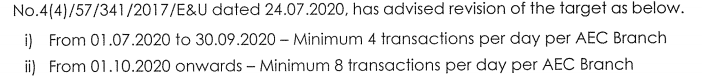 No.4(4)/57/341/2017/E&U dated 24.07.2020, has advised revision of the target as below.
i) From 01.07.2020 to 30.09.2020 – Minimum 4 transactions per day per AEC Branch
ii) From 01.10.2020 onwards – Minimum 8 transactions per day per AEC Branch